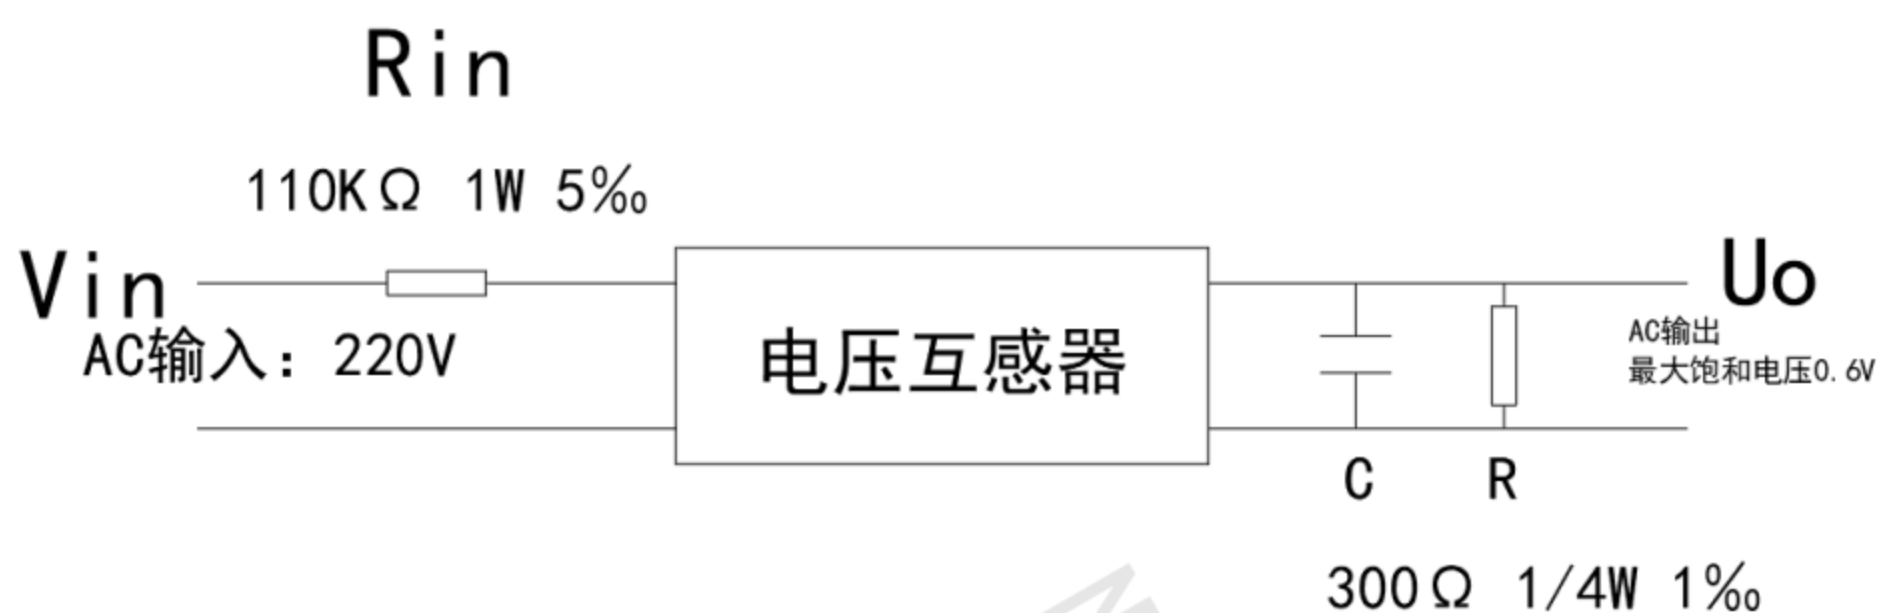 Rin
110KΩ 1W 5‰
Vin
AC输入：220V
电压互感器
Uo
AC输出
最大饱和电压0.6V
C
R
300Ω 1/4W 1‰